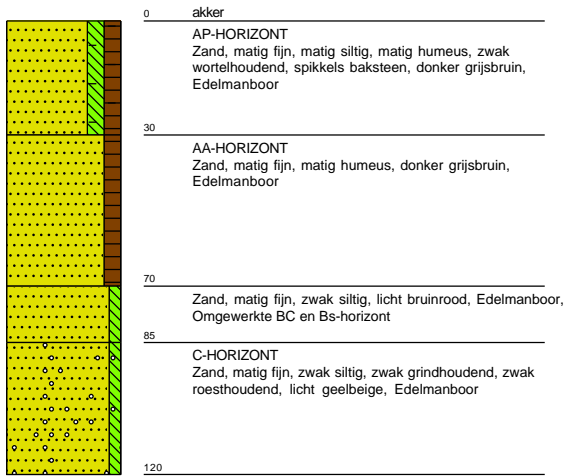 0 akker
AP-HORIZONT
Zand, matig fijn, matig siltig, matig humeus, zwak
wortelhoudend, spikkels baksteen, donker grijsbruin,
Edelmanboor
30
AA-HORIZONT
Zand, matig fijn, matig humeus, donker grijsbruin,
Edelmanboor
70
Zand, matig fijn, zwak siltig, licht bruinrood, Edelmanboor,
Omgewerkte BC en Bs-horizont
85
C-HORIZONT
Zand, matig fijn, zwak siltig, zwak grindhoudend, zwak
roesthoudend, licht geelbeige, Edelmanboor
120